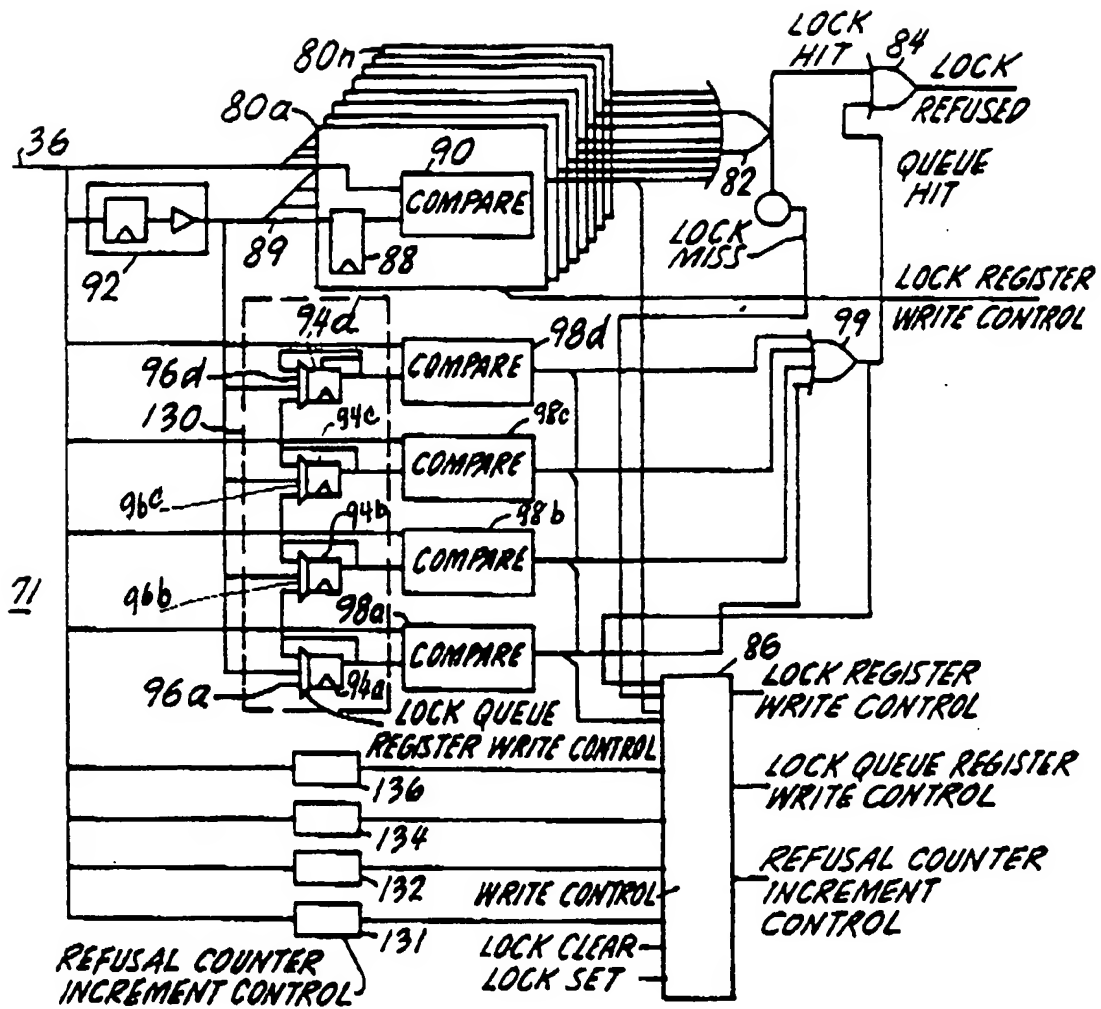 80n
LOCK
HIT
84
LOCK
REFUSED
80a
36
90
COMPARE
82
QUEUE
HIT
92
89
88
LOCK
MISS
LOCK REGISTER
WRITE CONTROL
94d
98d
99
96d
COMPARE
130
94c
98c
96c
COMPARE
94b
98b
71
96b
COMPARE
98a
COMPARE
86
96a
94a
LOCK QUEUE
REGISTER WRITE CONTROL
LOCK REGISTER
WRITE CONTROL
136
LOCK QUEUE REGISTER
WRITE CONTROL
134
132
WRITE CONTROL
REFUSAL COUNTER
INCREMENT
CONTROL
131
LOCK CLEAR
LOCK SET
REFUSAL COUNTER
INCREMENT CONTROL